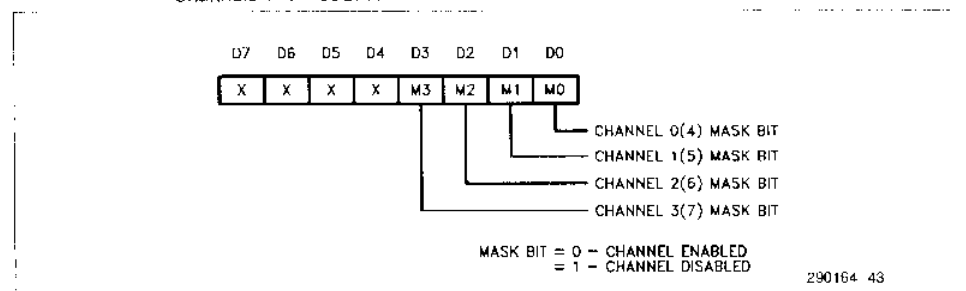 D7 D6 D5 D4 D3 D2 D1 D0
X X X X M3 M2 M1 M0
CHANNEL 0(4) MASK BIT
CHANNEL 1(5) MASK BIT
CHANNEL 2(6) MASK BIT
CHANNEL 3(7) MASK BIT
MASK BIT = 0 – CHANNEL ENABLED
= 1 – CHANNEL DISABLED
290164 43